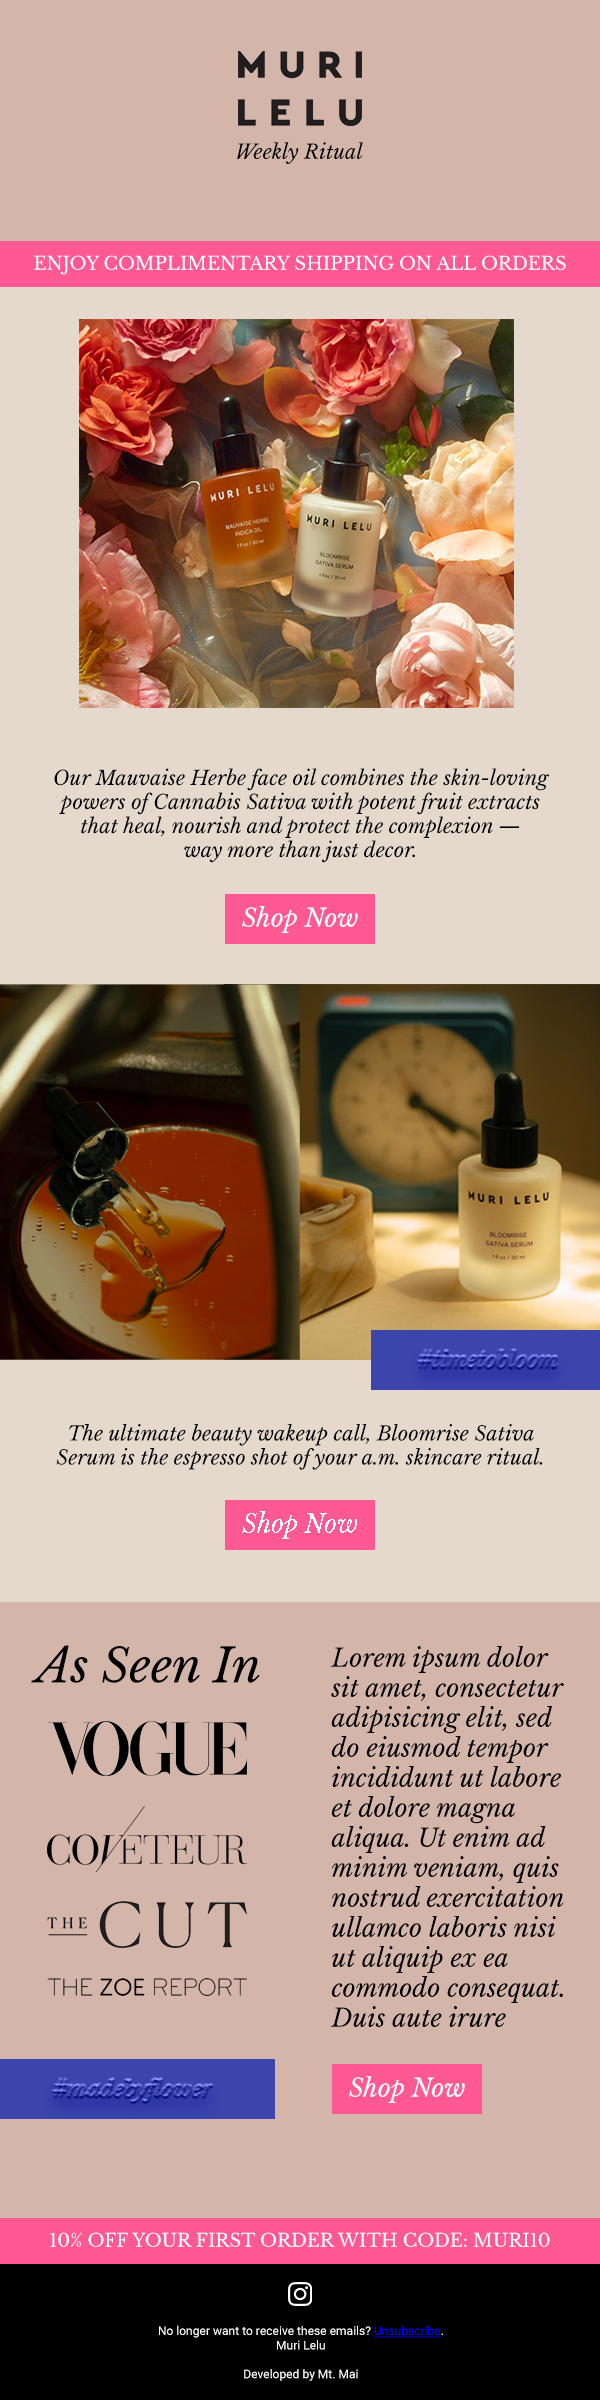 MURI
LELU
Weekly Ritual
ENJOY COMPLIMENTARY SHIPPING ON ALL ORDERS
MURI LELU
MAUVAISE HERBE
INDICA OIL
1 fl oz / 30 ml
MURI LELU
BLOOMRISE
SATIVA SERUM
1 fl oz / 30 ml
Our Mauvaise Herbe face oil combines the skin-loving
powers of Cannabis Sativa with potent fruit extracts
that heal, nourish and protect the complexion —
way more than just decor.
Shop Now
MURI LELU
BLOOMRISE
SATIVA SERUM
1 fl oz / 30 ml
#timetobloom
The ultimate beauty wakeup call, Bloomrise Sativa
Serum is the espresso shot of your a.m. skincare ritual.
Shop Now
As Seen In
VOGUE
COVETEUR
THE CUT
THE ZOE REPORT
#madebyflower
Lorem ipsum dolor
sit amet, consectetur
adipisicing elit, sed
do eiusmod tempor
incididunt ut labore
et dolore magna
aliqua. Ut enim ad
minim veniam, quis
nostrud exercitation
ullamco laboris nisi
ut aliquip ex ea
commodo consequat.
Duis aute irure
Shop Now
10% OFF YOUR FIRST ORDER WITH CODE: MURI10
No longer want to receive these emails? Unsubscribe.
Muri Lelu
Developed by Mt. Mai